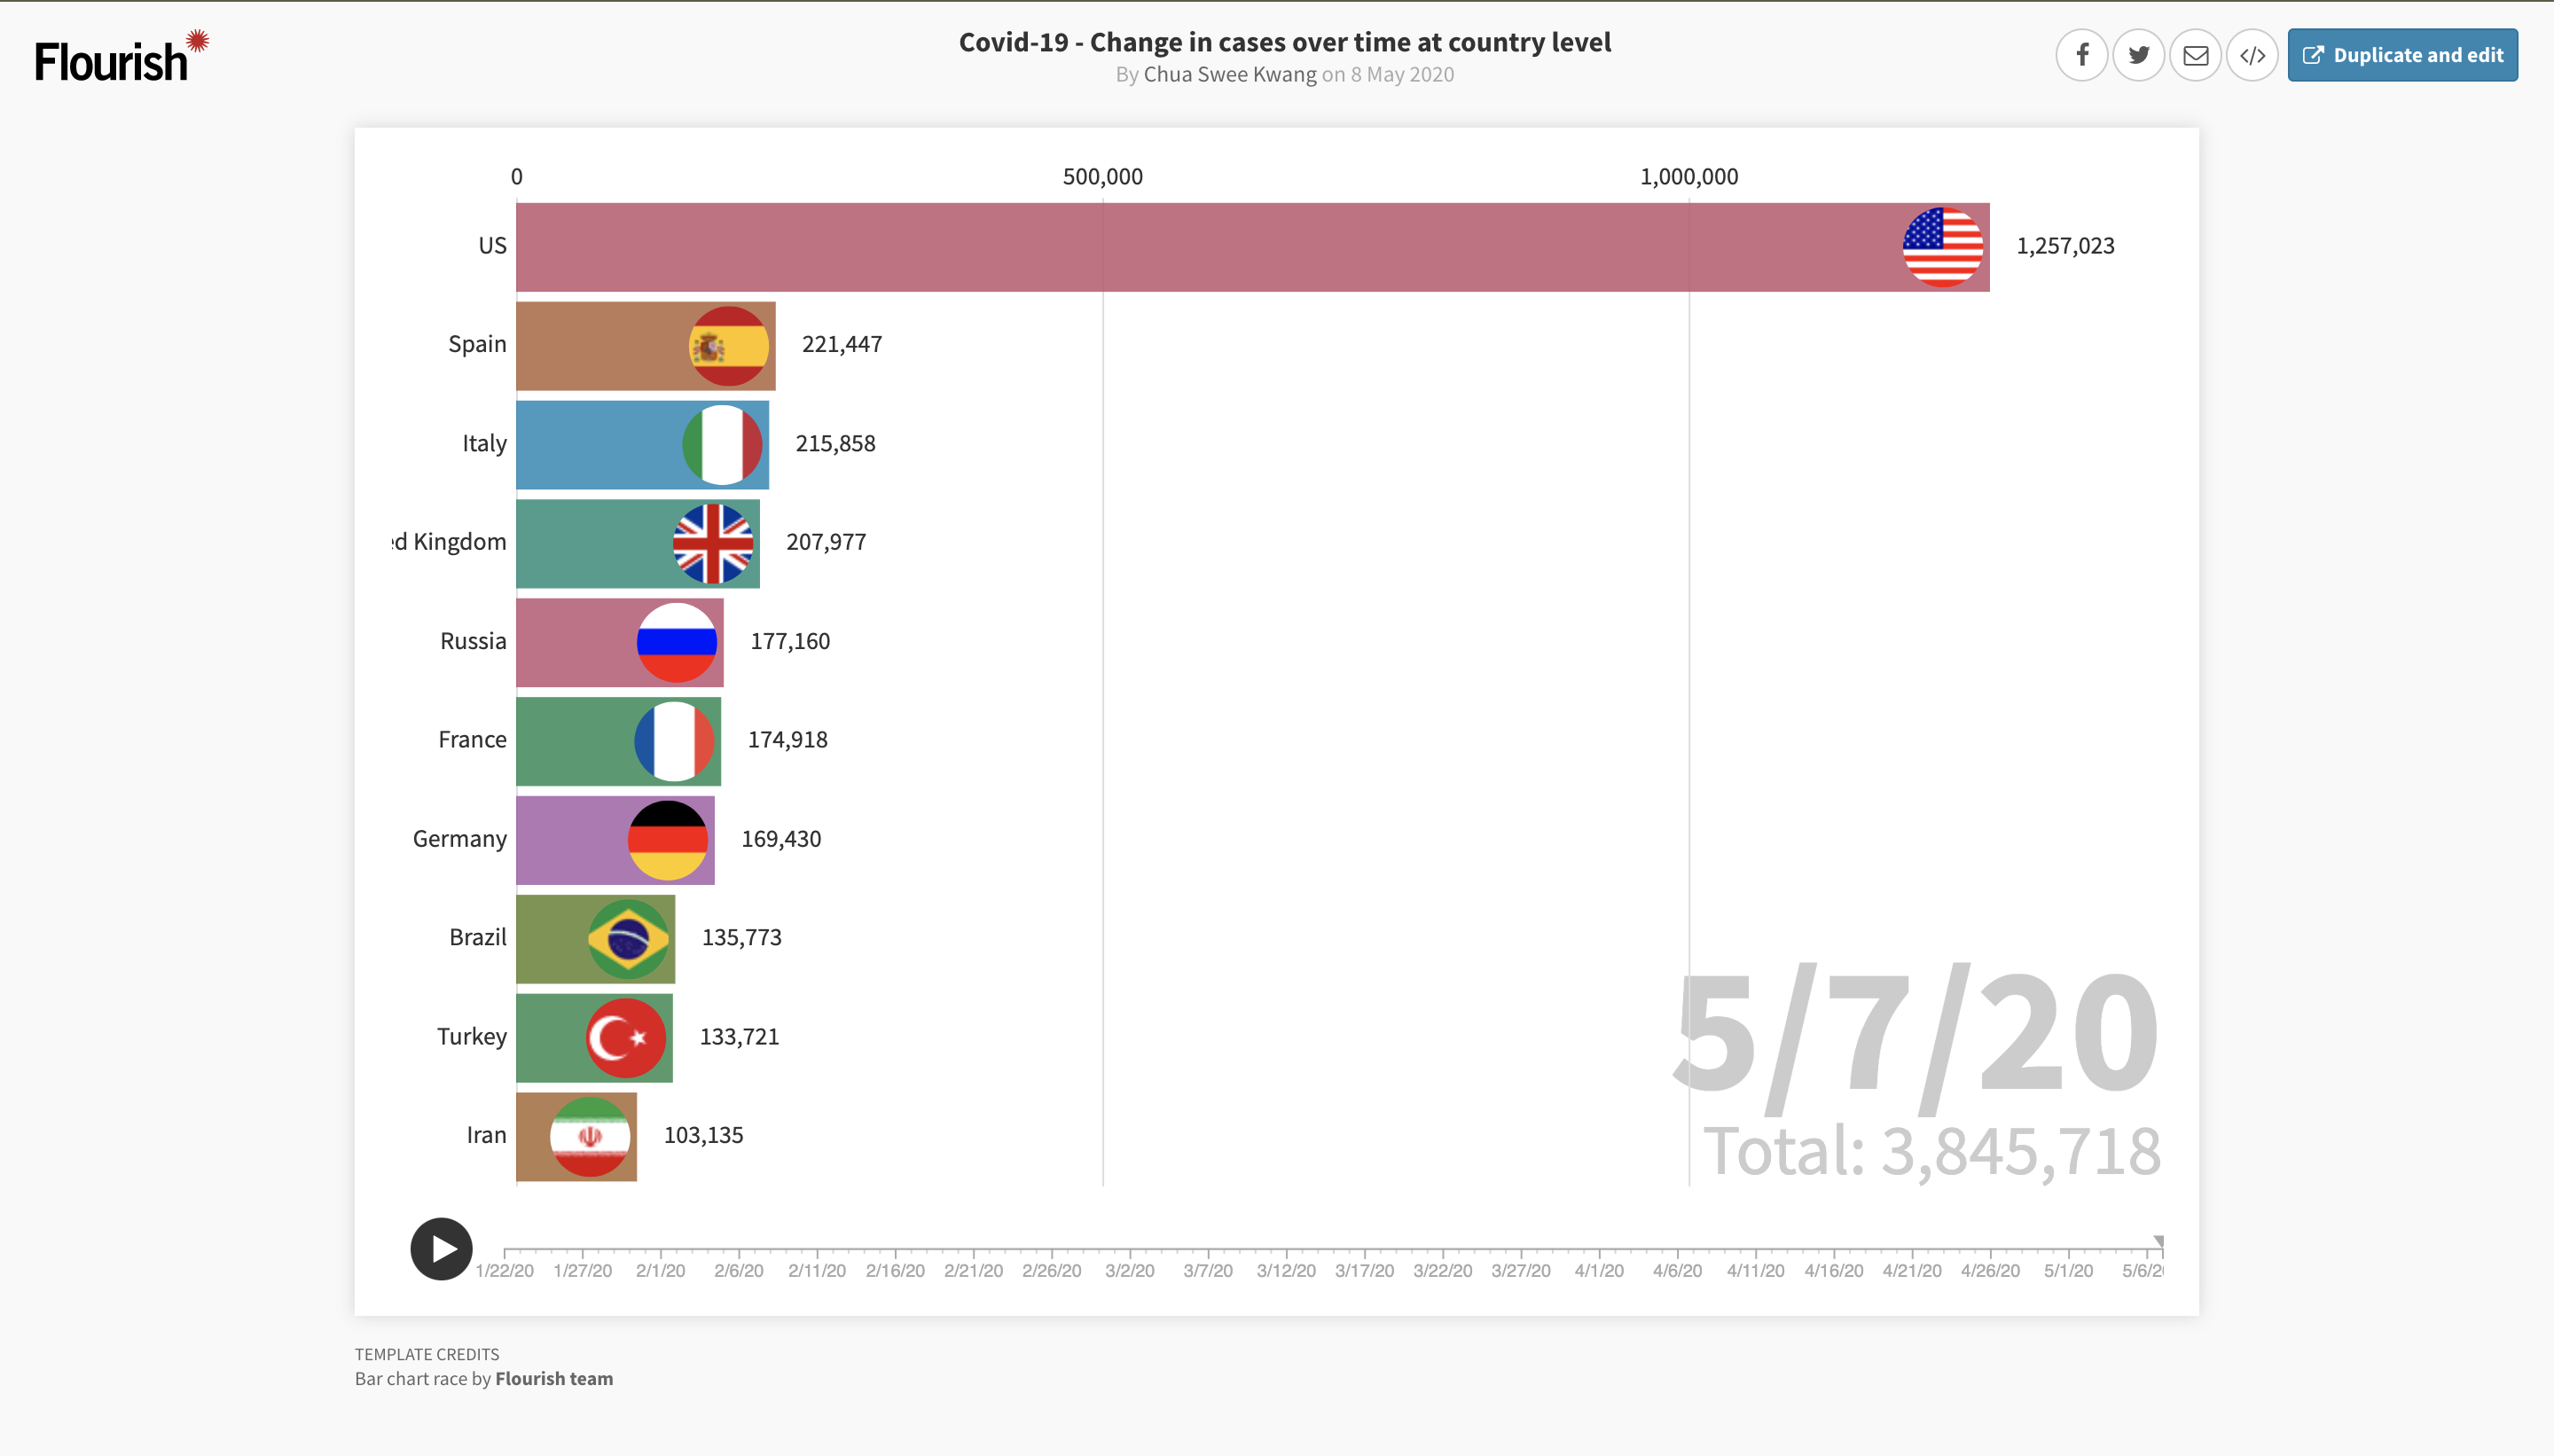 Flourish
Covid-19 - Change in cases over time at country level
By Chua Swee Kwang on 8 May 2020
</>
Duplicate and edit
0 500,000 1,000,000
US 1,257,023
Spain 221,447
Italy 215,858
ed Kingdom 207,977
Russia 177,160
France 174,918
Germany 169,430
Brazil 135,773
Turkey 133,721
Iran 103,135
5/7/20
Total: 3,845,718
1/22/20 1/27/20 2/1/20 2/6/20 2/11/20 2/16/20 2/21/20 2/26/20 3/2/20 3/7/20 3/12/20 3/17/20 3/22/20 3/27/20 4/1/20 4/6/20 4/11/20 4/16/20 4/21/20 4/26/20 5/1/20 5/6/20
TEMPLATE CREDITS
Bar chart race by Flourish team